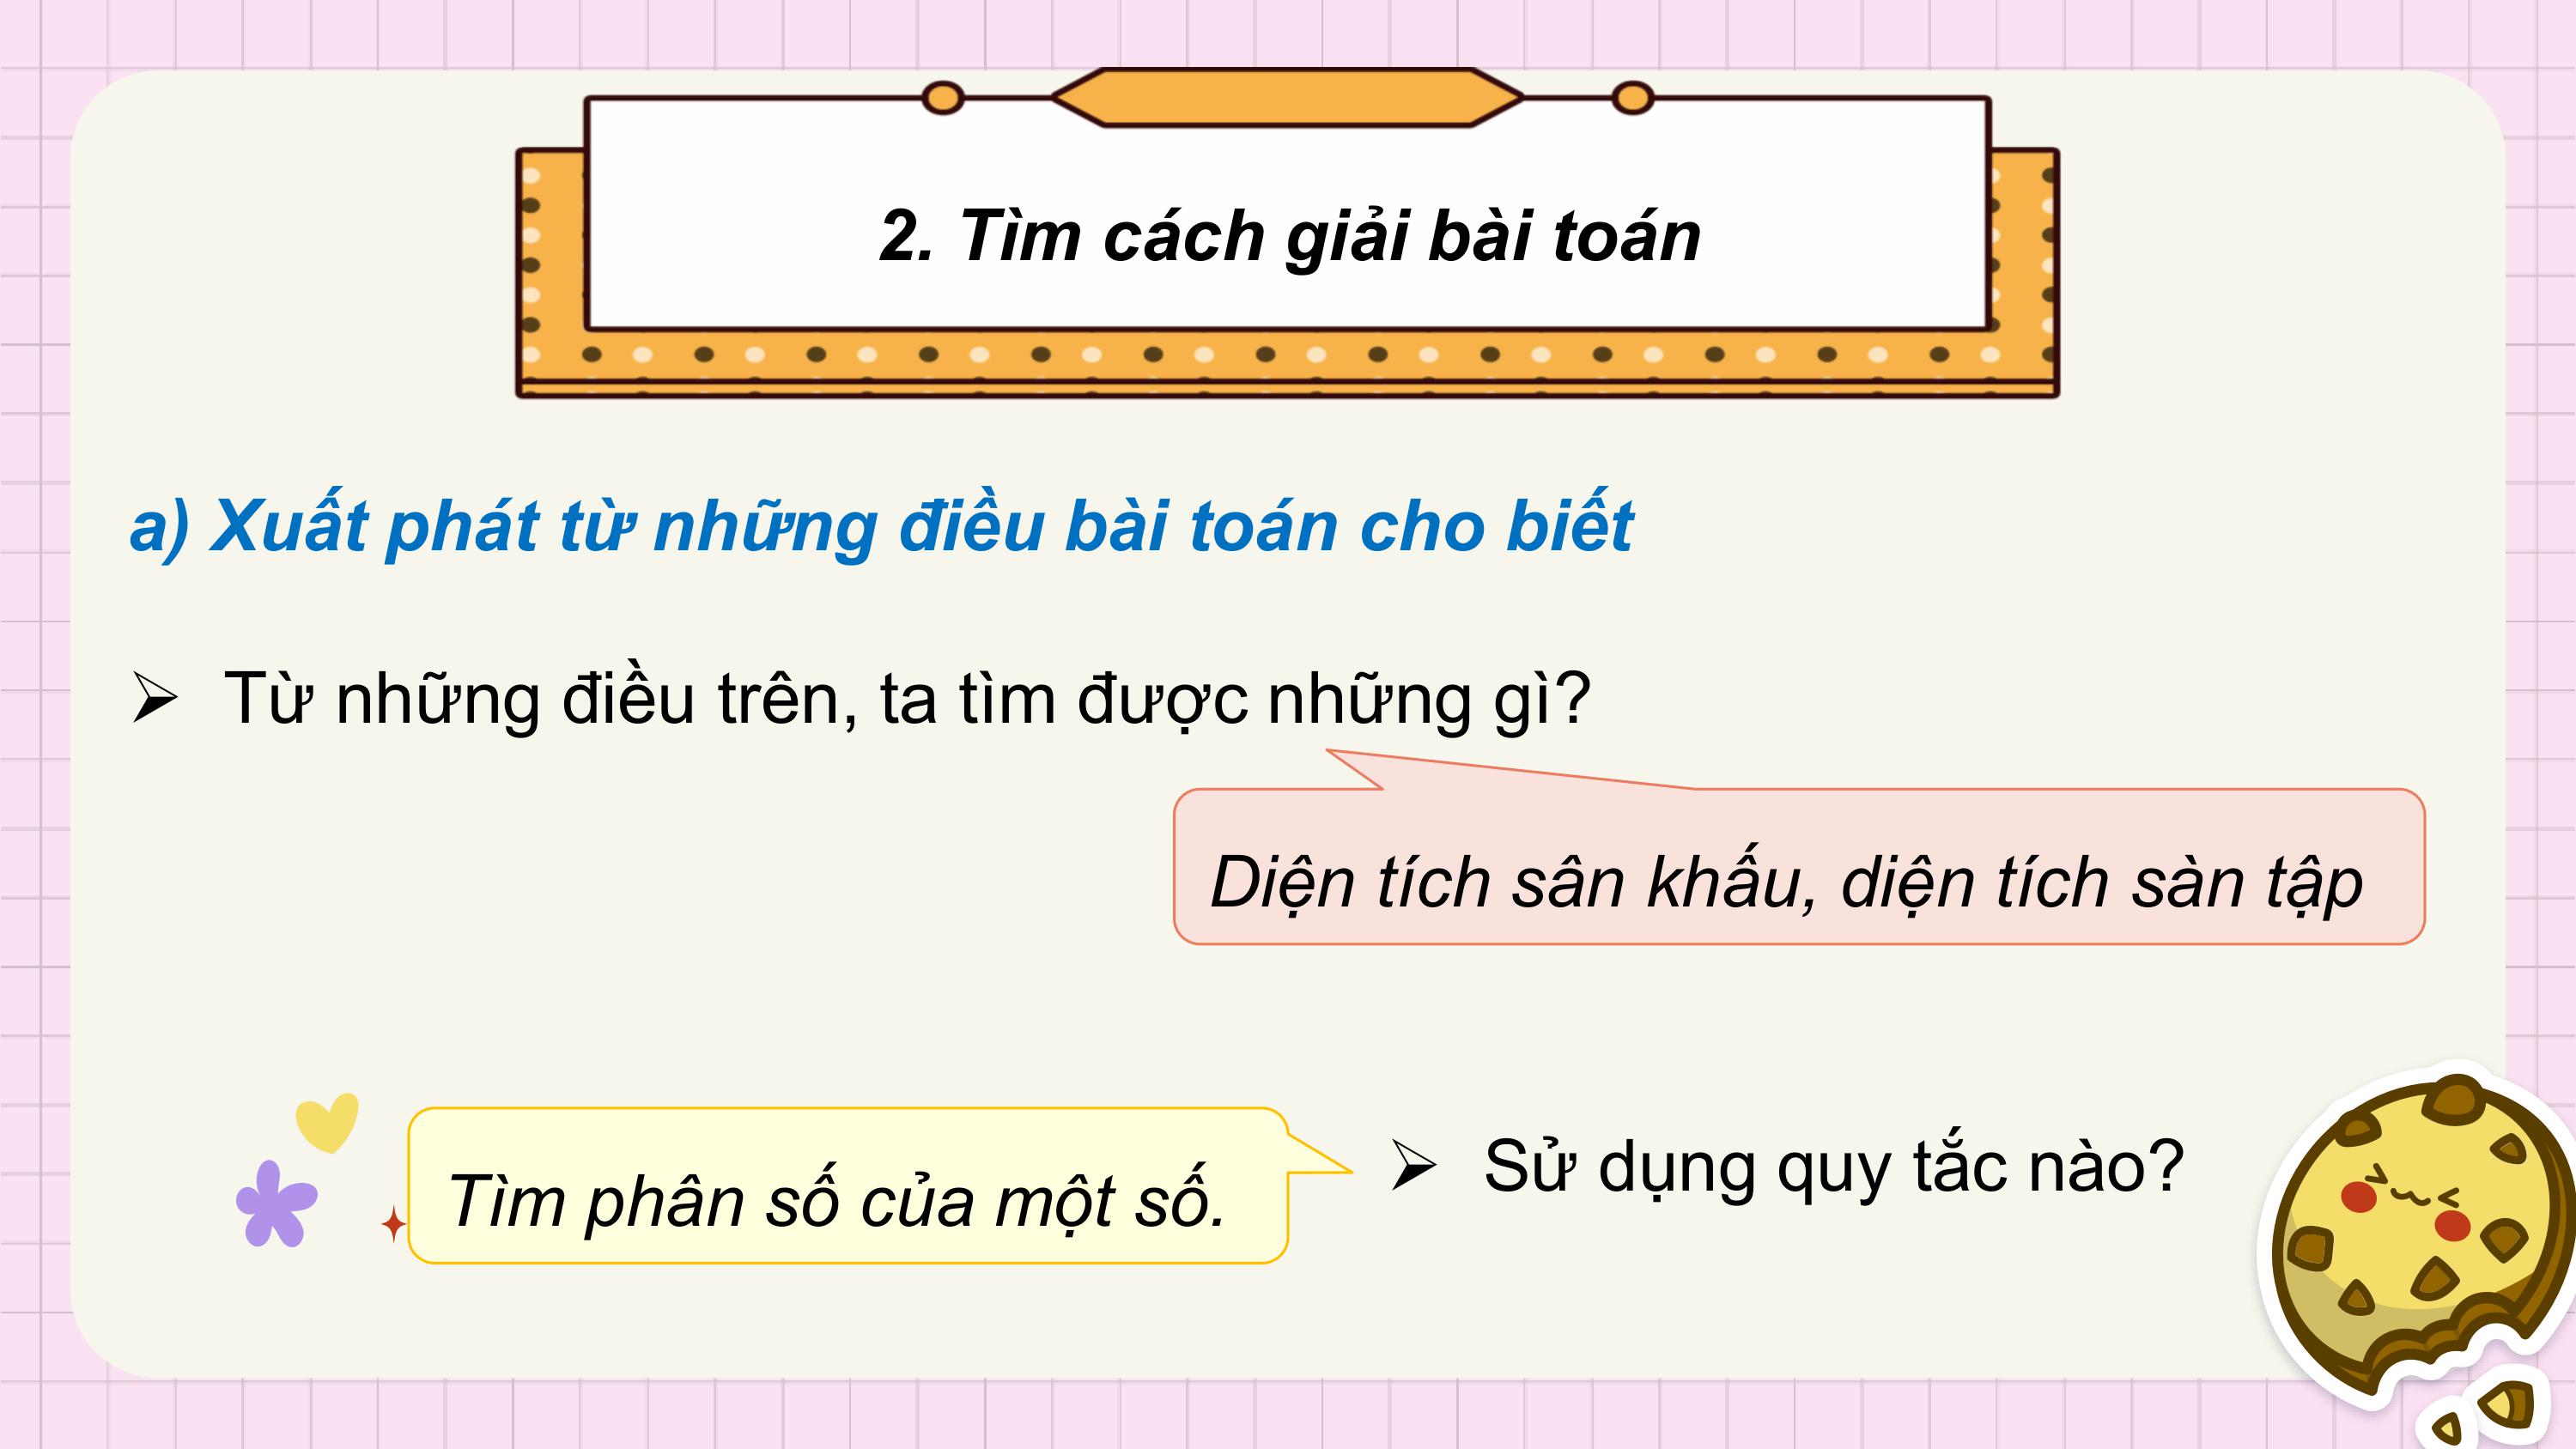 2. Tìm cách giải bài toán
a) Xuất phát từ những điều bài toán cho biết
➢ Từ những điều trên, ta tìm được những gì?
Diện tích sân khấu, diện tích sàn tập
Tìm phân số của một số.
➢ Sử dụng quy tắc nào?